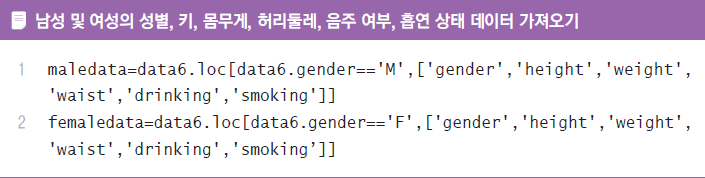 남성 및 여성의 성별, 키, 몸무게, 허리둘레, 음주 여부, 흡연 상태 데이터 가져오기
1 maledata=data6.loc[data6.gender=='M',['gender','height','weight',
'waist','drinking','smoking']]
2 femaledata=data6.loc[data6.gender=='F',['gender','height','weight',
'waist','drinking','smoking’]]